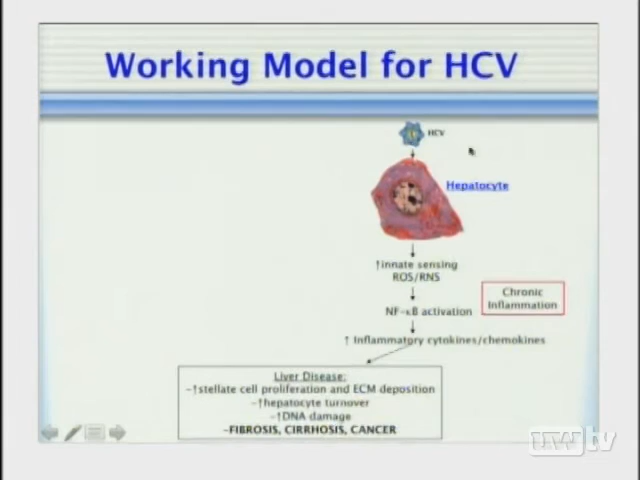 Working Model for HCV
HCV
Hepatocyte
↑innate sensing
ROS/RNS
NF-κB activation
Chronic
Inflammation
↑ Inflammatory cytokines/chemokines
Liver Disease:
-↑stellate cell proliferation and ECM deposition
-↑hepatocyte turnover
-↑DNA damage
-FIBROSIS, CIRRHOSIS, CANCER
uwtv